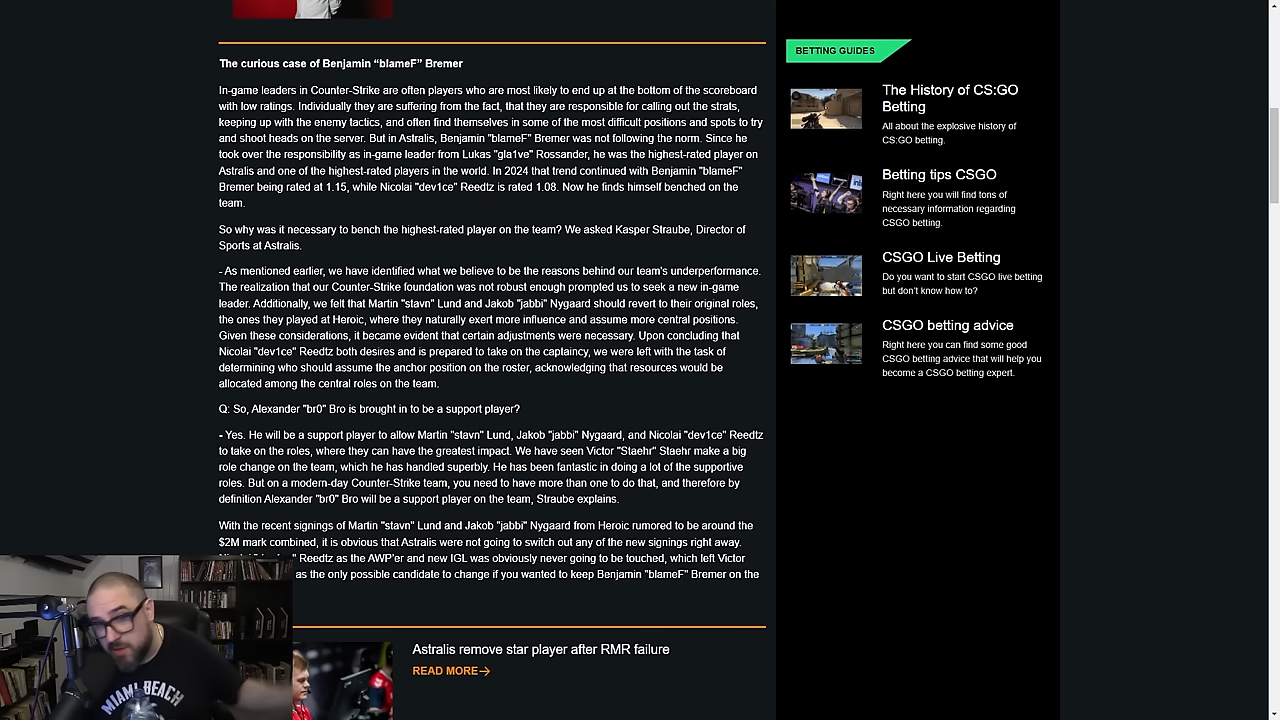 The curious case of Benjamin “blameF” Bremer
In-game leaders in Counter-Strike are often players who are most likely to end up at the bottom of the scoreboard
with low ratings. Individually they are suffering from the fact, that they are responsible for calling out the strats,
keeping up with the enemy tactics, and often find themselves in some of the most difficult positions and spots to try
and shoot heads on the server. But in Astralis, Benjamin "blameF" Bremer was not following the norm. Since he
took over the responsibility as in-game leader from Lukas "gla1ve" Rossander, he was the highest-rated player on
Astralis and one of the highest-rated players in the world. In 2024 that trend continued with Benjamin "blameF"
Bremer being rated at 1.15, while Nicolai "dev1ce" Reedtz is rated 1.08. Now he finds himself benched on the
team.
So why was it necessary to bench the highest-rated player on the team? We asked Kasper Straube, Director of
Sports at Astralis.
- As mentioned earlier, we have identified what we believe to be the reasons behind our team's underperformance.
The realization that our Counter-Strike foundation was not robust enough prompted us to seek a new in-game
leader. Additionally, we felt that Martin "stavn" Lund and Jakob "jabbi" Nygaard should revert to their original roles,
the ones they played at Heroic, where they naturally exert more influence and assume more central positions.
Given these considerations, it became evident that certain adjustments were necessary. Upon concluding that
Nicolai "dev1ce" Reedtz both desires and is prepared to take on the captaincy, we were left with the task of
determining who should assume the anchor position on the roster, acknowledging that resources would be
allocated among the central roles on the team.
Q: So, Alexander "br0" Bro is brought in to be a support player?
- Yes. He will be a support player to allow Martin "stavn" Lund, Jakob "jabbi" Nygaard, and Nicolai "dev1ce" Reedtz
to take on the roles, where they can have the greatest impact. We have seen Victor "Staehr" Staehr make a big
role change on the team, which he has handled superbly. He has been fantastic in doing a lot of the supportive
roles. But on a modern-day Counter-Strike team, you need to have more than one to do that, and therefore by
definition Alexander "br0" Bro will be a support player on the team, Straube explains.
With the recent signings of Martin "stavn" Lund and Jakob "jabbi" Nygaard from Heroic rumored to be around the
$2M mark combined, it is obvious that Astralis were not going to switch out any of the new signings right away.
Reedtz as the AWP'er and new IGL was obviously never going to be touched, which left Victor
as the only possible candidate to change if you wanted to keep Benjamin "blameF" Bremer on the
Astralis remove star player after RMR failure
READ MORE
BETTING GUIDES
The History of CS:GO
Betting
All about the explosive history of
CS:GO betting.
Betting tips CSGO
Right here you will find tons of
necessary information regarding
CSGO betting.
CSGO Live Betting
Do you want to start CSGO live betting
but don't know how to?
CSGO betting advice
Right here you can find some good
CSGO betting advice that will help you
become a CSGO betting expert.
MIAMI BEACH